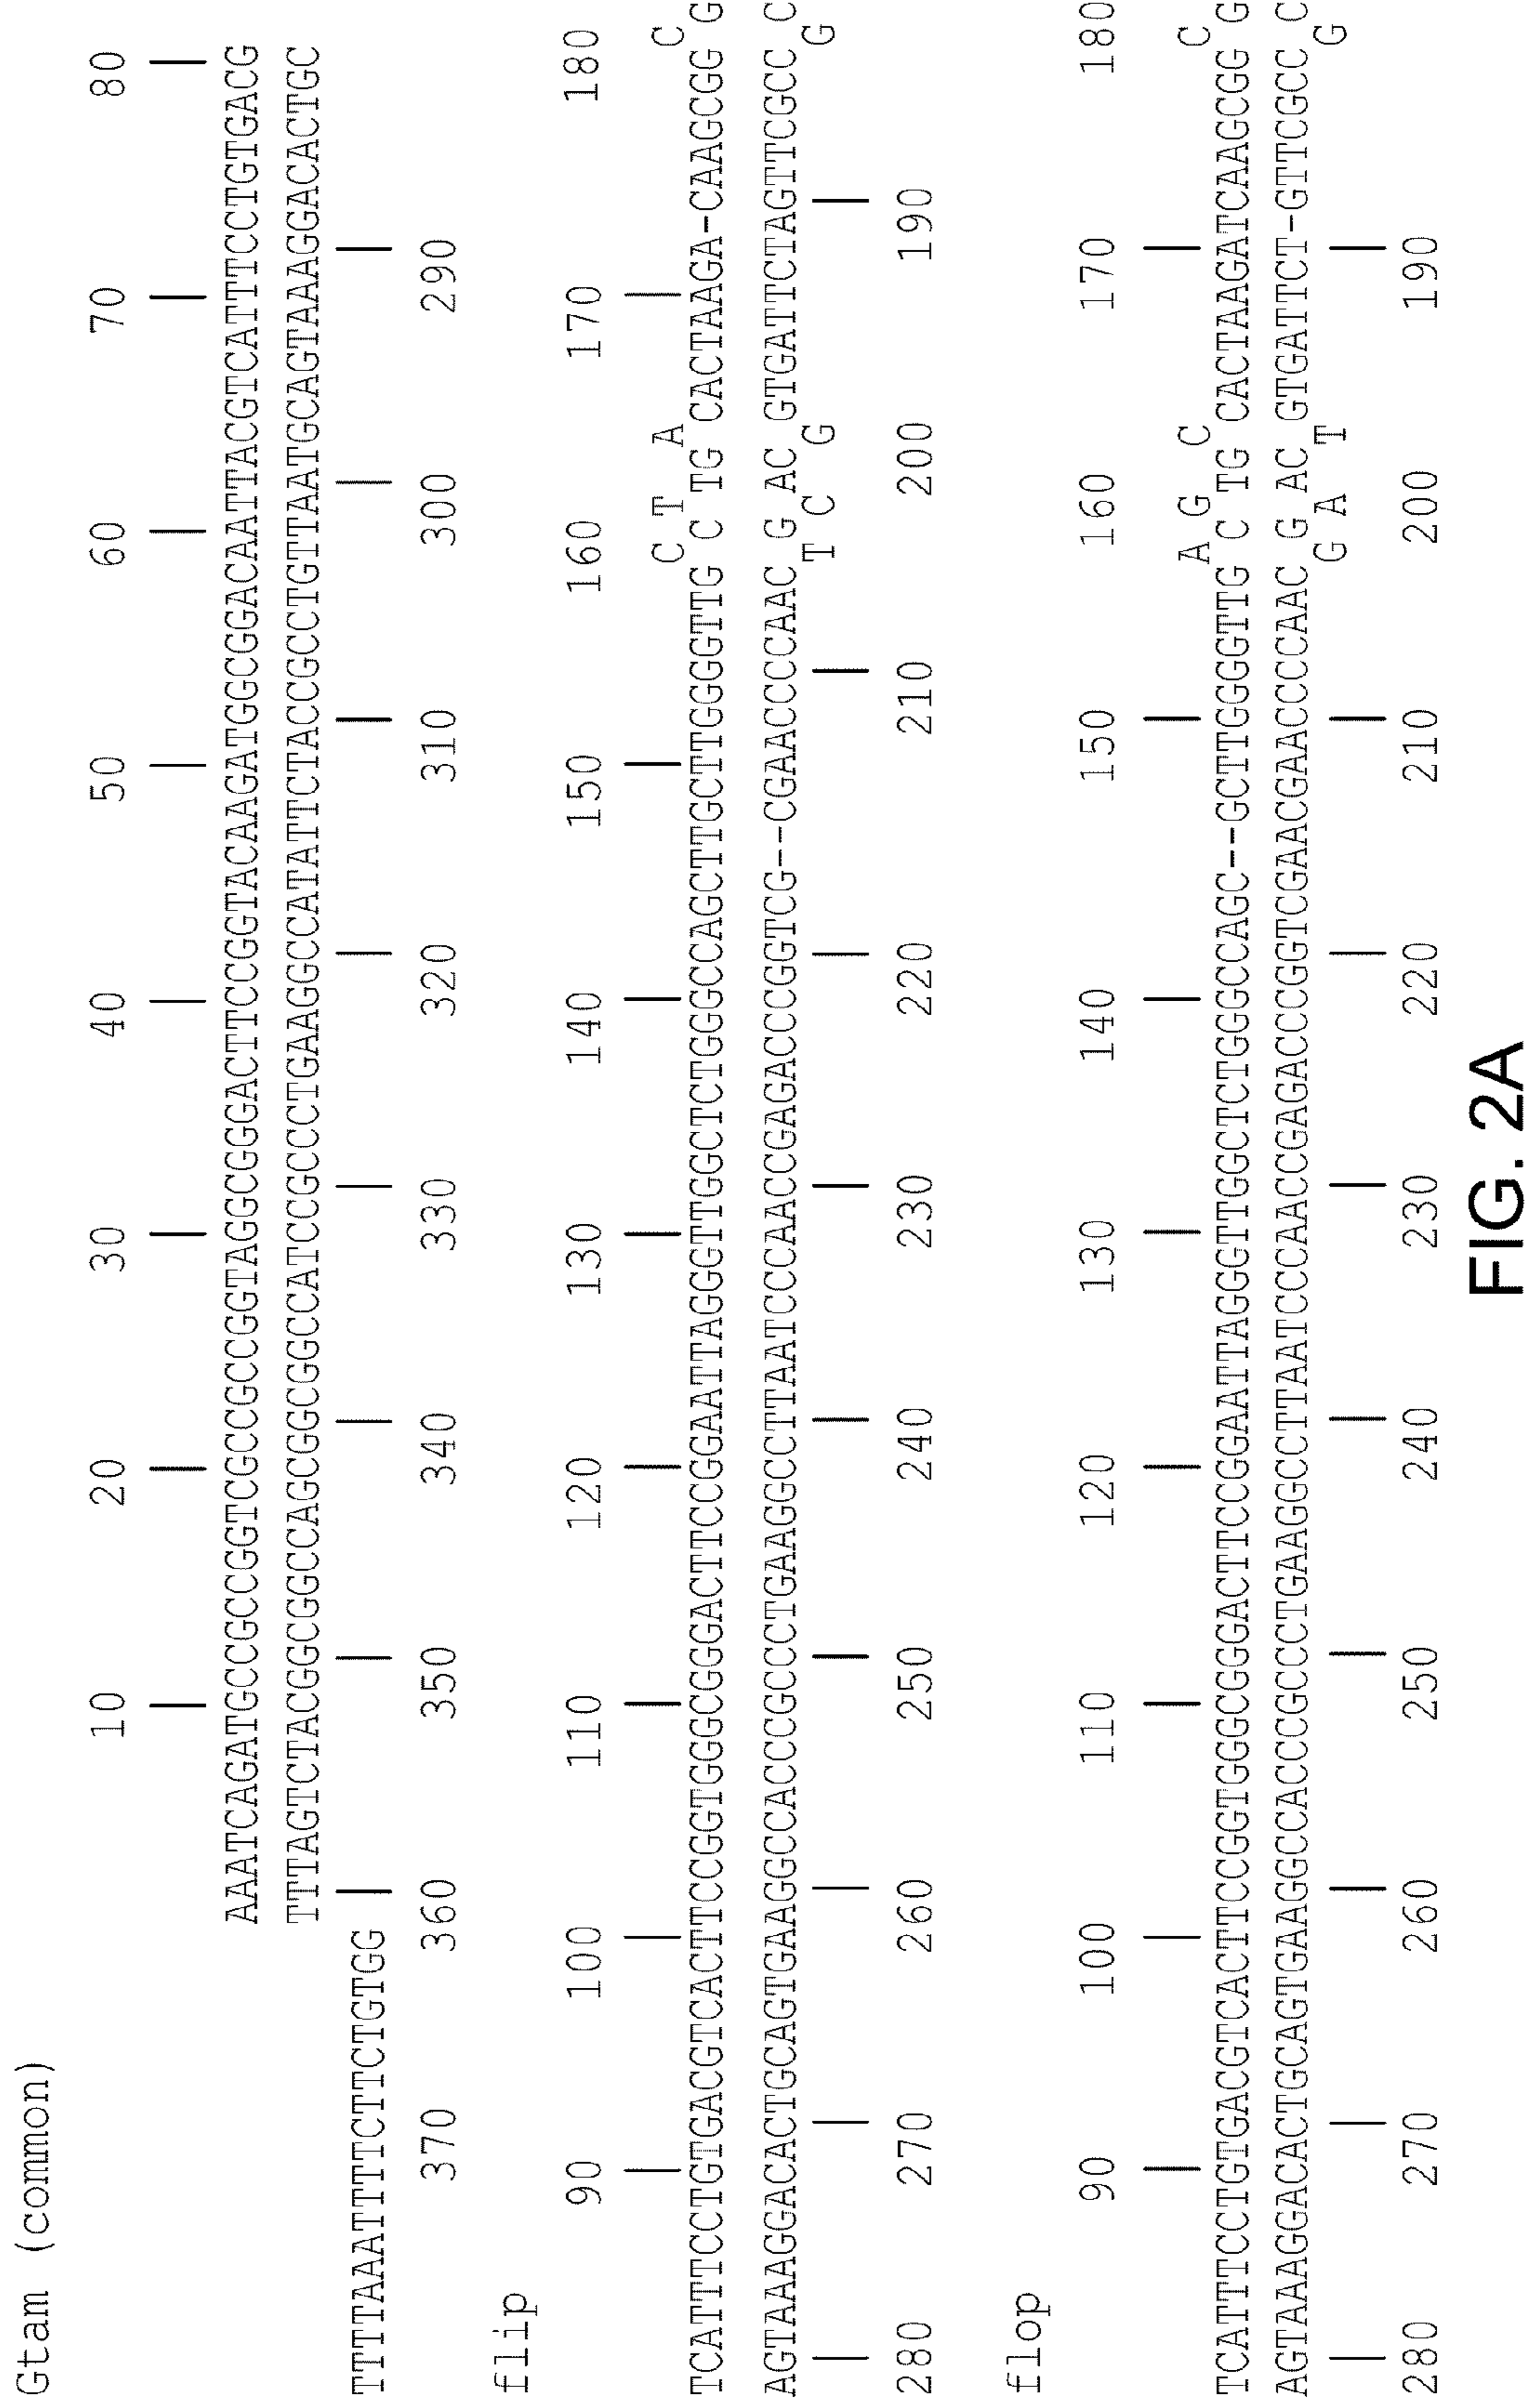 Gtam (common)
10 20 30 40 50 60 70 80
AAATCAGATGCCGCCGGTCGCCGCCGGTAGGCGGGACTTCCGGTACAAGATGGCGGACAATTACGTCATTTCCTGTGACG
TTTAGTCTACGGCGGCCAGCGGCGGCCATCCGCCCTGAAGGCCATATTCTACCGCCTGTTAATGCAGTAAAGGACACTGC
TTTTAAATTTTCTTCTGTGG
370 360 350 340 330 320 310 300 290
flip
90 100 110 120 130 140 150 160 170 180
C T A C
TCATTTCCTGTGACGTCACTTCCGGTGGGCGGGACTTCCGGAATTAGGGTTGGCTCTGGGCCAGCTTGCTTGGGGTTG C TG CACTAAGA-CAAGCGG G
AGTAAAGGACACTGCAGTGAAGGCCACCCGCCCTGAAGGCCTTAATCCCAACCGAGACCCGGTCG--CGAACCCCAAC G AC GTGATTCTAGTTCGCC C
T C G G
280 270 260 250 240 230 220 210 200 190
flop
90 100 110 120 130 140 150 160 170 180
A G C C
TCATTTCCTGTGACGTCACTTCCGGTGGGCGGGACTTCCGGAATTAGGGTTGGCTCTGGGCCAGC--GCTTGGGGTTG C TG CACTAAGATCAAGCGG G
AGTAAAGGACACTGCAGTGAAGGCCACCCGCCCTGAAGGCCTTAATCCCAACCGAGACCCGGTCGAACGAACCCCAAC G AC GTGATTCT-GTTCGCC C
G A T G
280 270 260 250 240 230 220 210 200 190
FIG. 2A